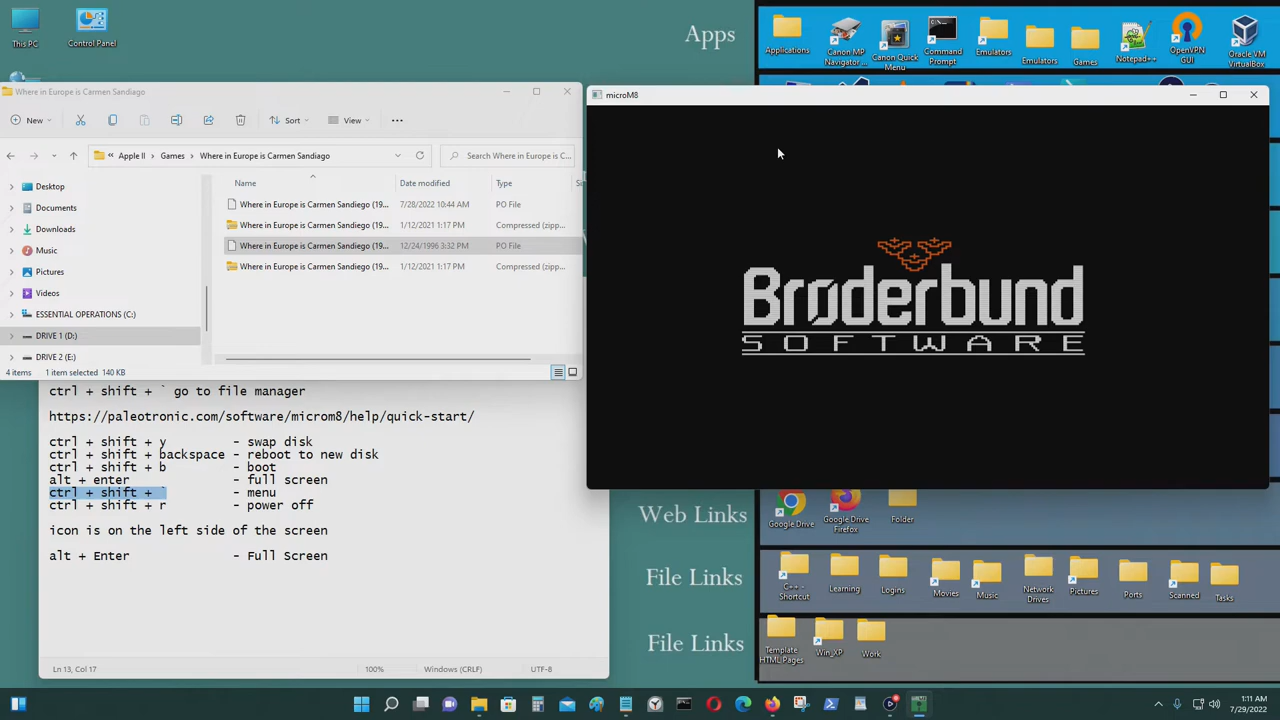 This PC
Control Panel
Apps
Applications
Canon MP
Navigator ...
Canon Quick
Menu
Command
Prompt
Emulators
Emulators
Games
Notepad++
OpenVPN
GUI
Oracle VM
VirtualBox
Where in Europe is Carmen Sandiago
New
Sort
View
Apple II
Games
Where in Europe is Carmen Sandiago
Search Where in Europe is C...
Desktop
Documents
Downloads
Music
Pictures
Videos
ESSENTIAL OPERATIONS (C:)
DRIVE 1 (D:)
DRIVE 2 (E:)
Name
Date modified
Type
Where in Europe is Carmen Sandiego (19...
7/28/2022 10:44 AM
PO File
Where in Europe is Carmen Sandiego (19...
1/12/2021 1:17 PM
Compressed (zipp...
Where in Europe is Carmen Sandiego (19...
12/24/1996 3:32 PM
PO File
Where in Europe is Carmen Sandiego (19...
1/12/2021 1:17 PM
Compressed (zipp...
4 items
1 item selected 140 KB
microM8
Brøderbund
SOFTWARE
ctrl + shift + ` go to file manager
https://paleotronic.com/software/microm8/help/quick-start/
ctrl + shift + y - swap disk
ctrl + shift + backspace - reboot to new disk
ctrl + shift + b - boot
alt + enter - full screen
ctrl + shift + ` - menu
ctrl + shift + r - power off
icon is on the left side of the screen
alt + Enter - Full Screen
Ln 13, Col 17
100%
Windows (CRLF)
UTF-8
Web Links
Google Drive
Google Drive
Firefox
Folder
File Links
C++ -
Shortcut
Learning
Logins
Movies
Music
Network
Drives
Pictures
Ports
Scanned
Tasks
File Links
Template
HTML Pages
Win_XP
Work
1:11 AM
7/29/2022